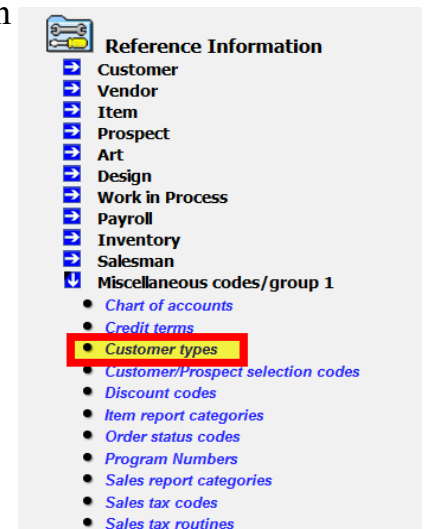 n
Reference Information
Customer
Vendor
Item
Prospect
Art
Design
Work in Process
Payroll
Inventory
Salesman
Miscellaneous codes/group 1
Chart of accounts
Credit terms
Customer types
Customer/Prospect selection codes
Discount codes
Item report categories
Order status codes
Program Numbers
Sales report categories
Sales tax codes
Sales tax routines